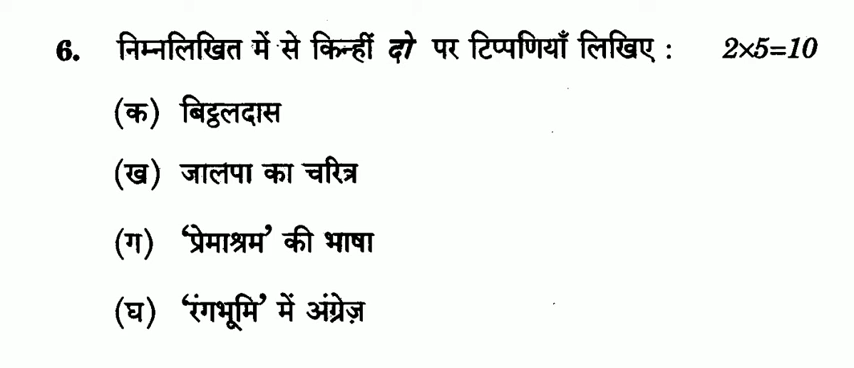 6. निम्नलिखित में से किन्हीं दो पर टिप्पणियाँ लिखिए : 2×5=10
(क) बिट्ठलदास
(ख) जालपा का चरित्र
(ग) 'प्रेमाश्रम' की भाषा
(घ) 'रंगभूमि' में अंग्रेज़